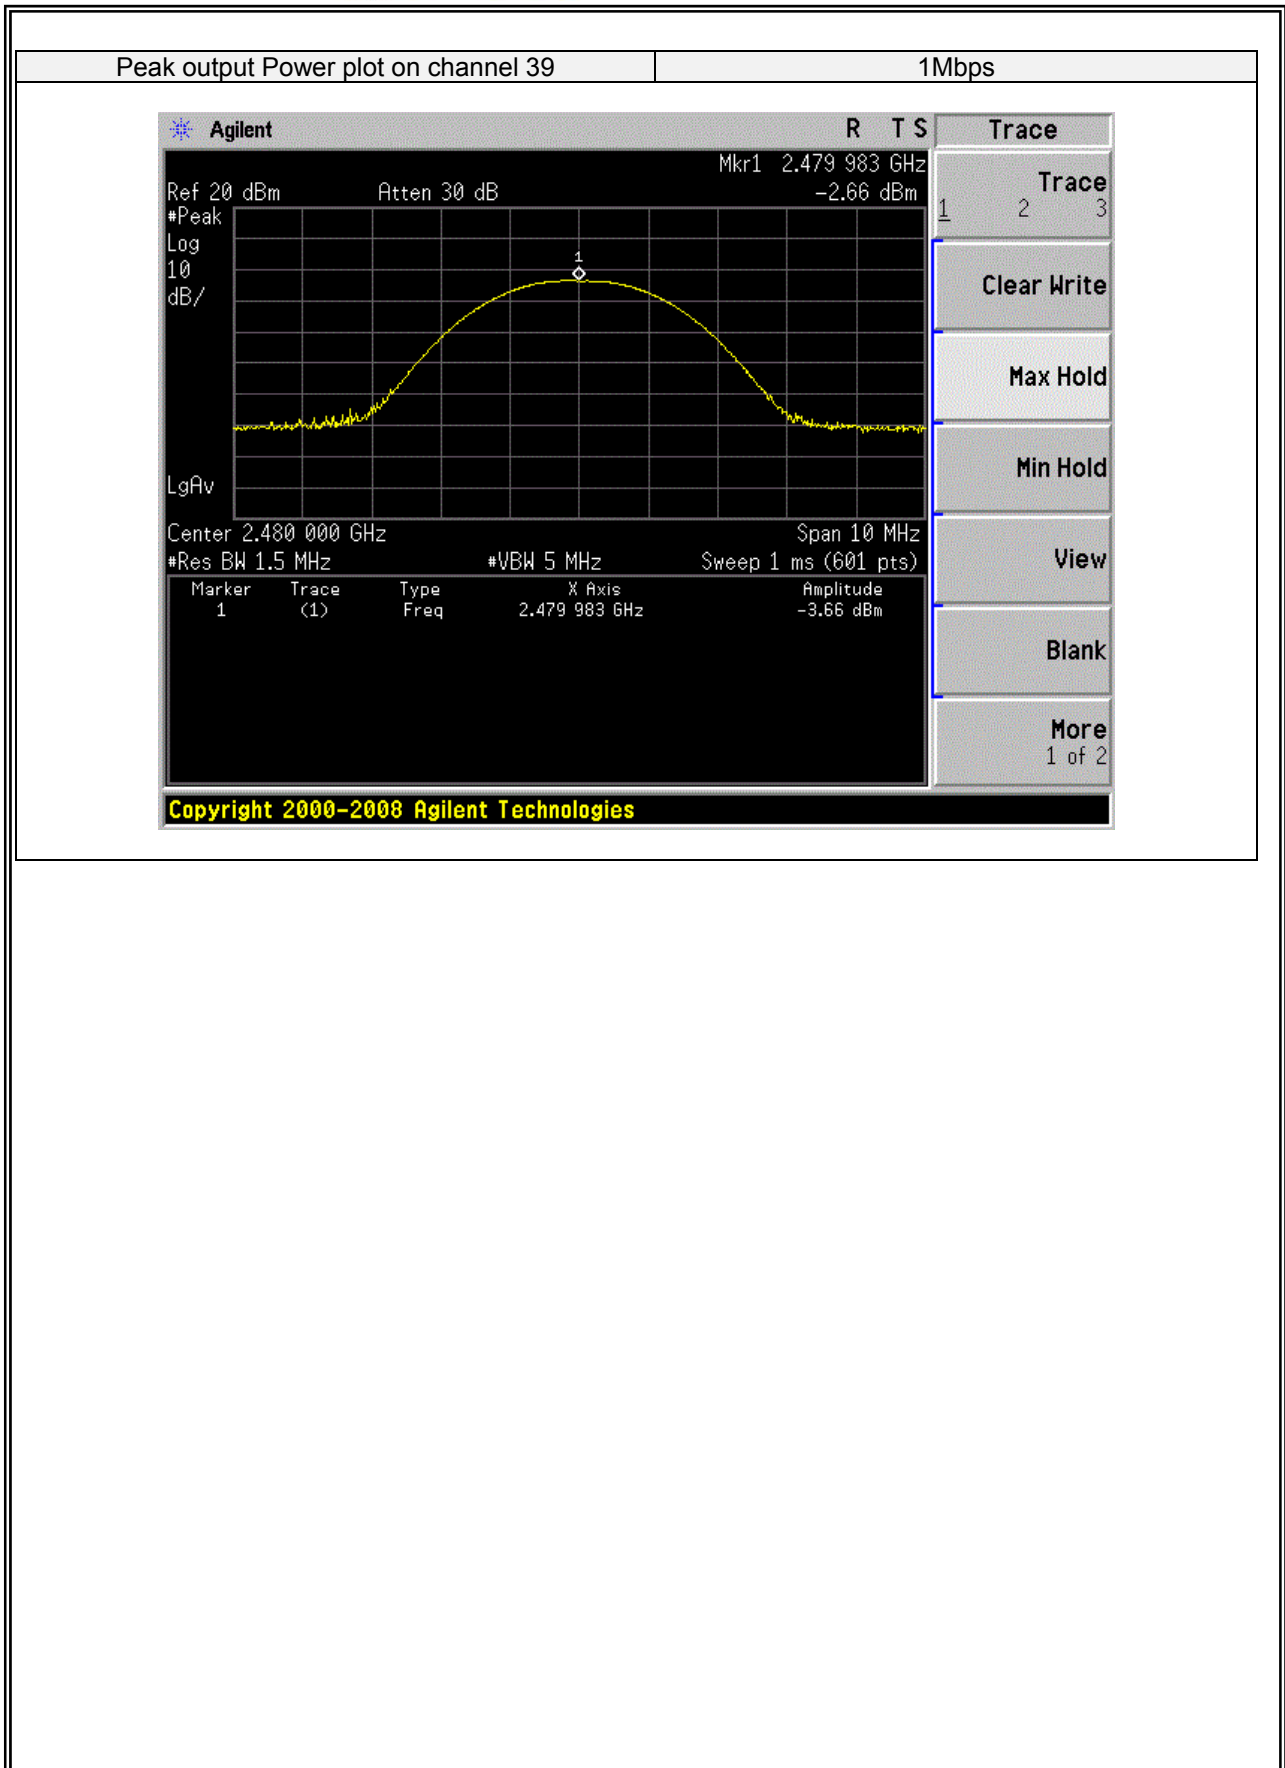 Peak output Power plot on channel 39 1Mbps
Agilent R T S Trace
Mkr1 2.479 983 GHz
Ref 20 dBm Atten 30 dB -2.66 dBm
#Peak
Log
10
dB/
1
LgAv
Center 2.480 000 GHz Span 10 MHz
#Res BW 1.5 MHz #VBW 5 MHz Sweep 1 ms (601 pts)
Marker Trace Type X Axis Amplitude
1 (1) Freq 2.479 983 GHz -3.66 dBm
Trace
1 2 3
Clear Write
Max Hold
Min Hold
View
Blank
More
1 of 2
Copyright 2000-2008 Agilent Technologies